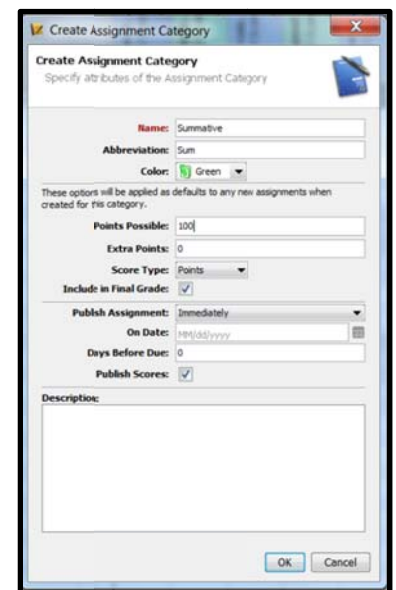 Create Assignment Category
Create Assignment Category
Specify attributes of the Assignment Category
Name: Summative
Abbreviation: Sum
Color: Green
These options will be applied as defaults to any new assignments when
created for this category.
Points Possible: 100
Extra Points: 0
Score Type: Points
Include in Final Grade:
Publish Assignment: Immediately
On Date: MM/dd/yyyy
Days Before Due: 0
Publish Scores:
Description:
OK Cancel